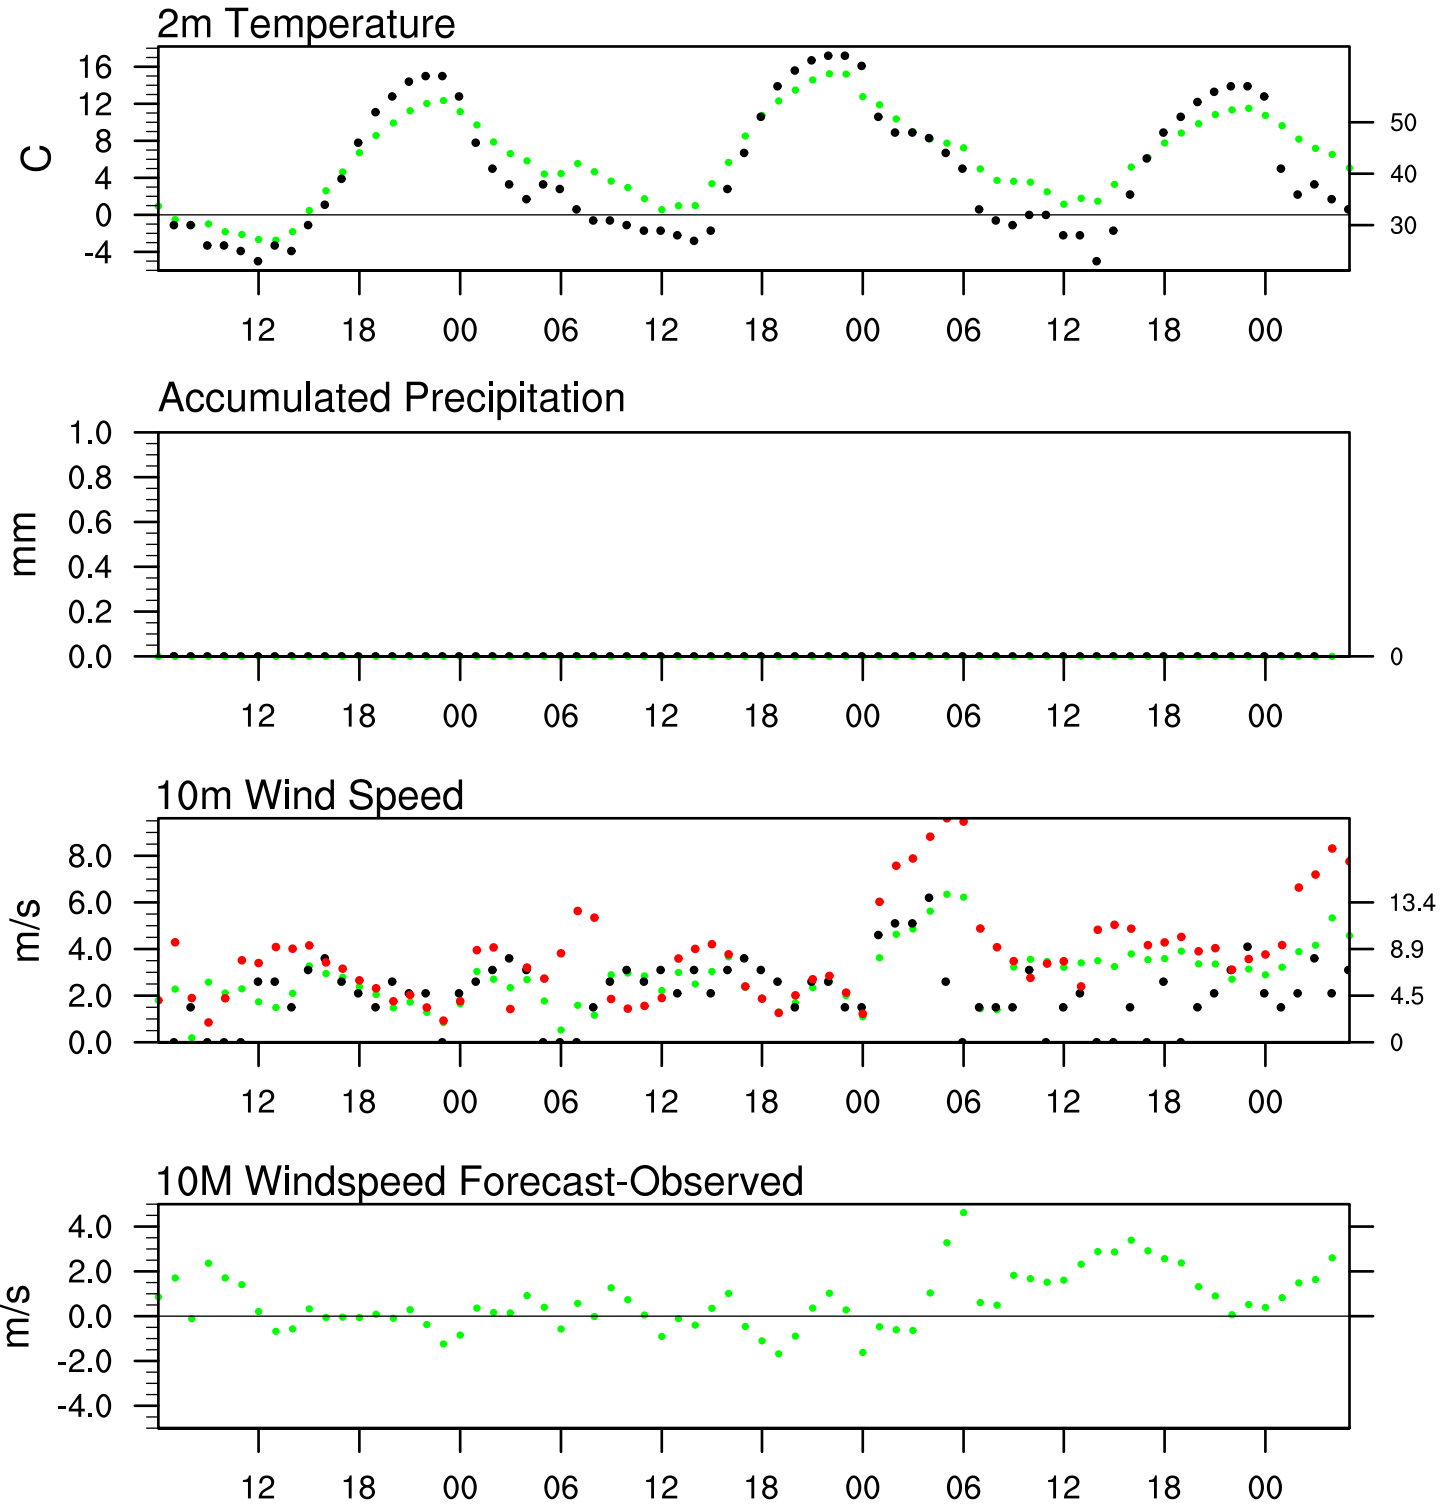 2m Temperature
16
12
8
4
0
-4
C
50
40
30
12 18 00 06 12 18 00 06 12 18 00
Accumulated Precipitation
1.0
0.8
0.6
0.4
0.2
0.0
mm
0
12 18 00 06 12 18 00 06 12 18 00
10m Wind Speed
8.0
6.0
4.0
2.0
0.0
m/s
13.4
8.9
4.5
0
12 18 00 06 12 18 00 06 12 18 00
10M Windspeed Forecast-Observed
4.0
2.0
0.0
-2.0
-4.0
m/s
12 18 00 06 12 18 00 06 12 18 00